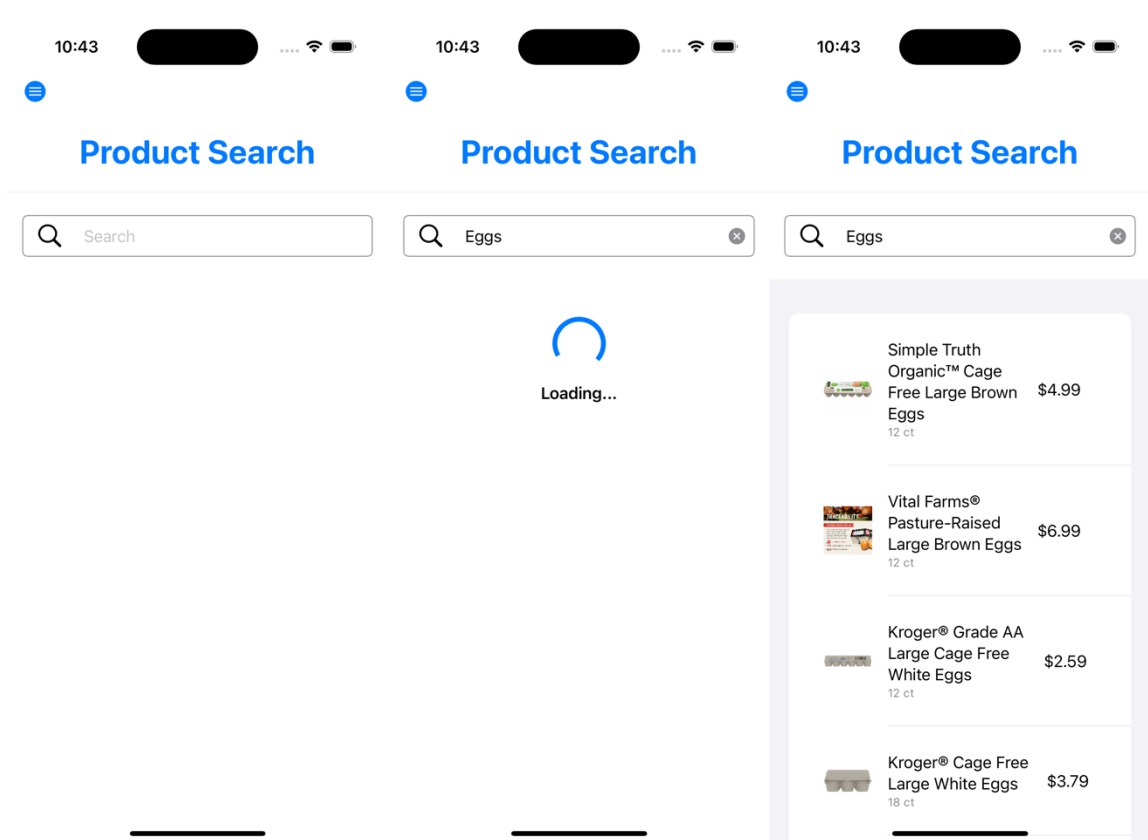 10:43
Product Search
Search
10:43
Product Search
Eggs
Loading...
10:43
Product Search
Eggs
Simple Truth
Organic™ Cage
Free Large Brown
Eggs
12 ct
$4.99
Vital Farms®
Pasture-Raised
Large Brown Eggs
12 ct
$6.99
Kroger® Grade AA
Large Cage Free
White Eggs
12 ct
$2.59
Kroger® Cage Free
Large White Eggs
18 ct
$3.79